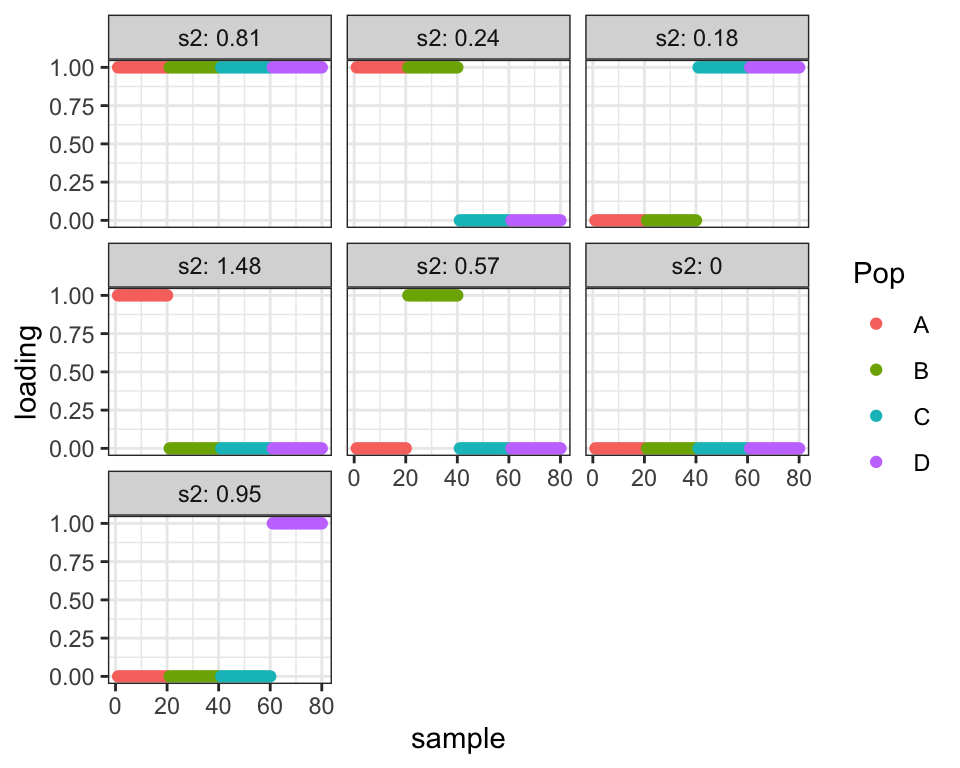 s2: 0.81 s2: 0.24 s2: 0.18
1.00
0.75
0.50
0.25
0.00
s2: 1.48 s2: 0.57 s2: 0
1.00
0.75
0.50
0.25
0.00
0 20 40 60 80 0 20 40 60 80
s2: 0.95
1.00
0.75
0.50
0.25
0.00
0 20 40 60 80
loading
sample
Pop
A
B
C
D